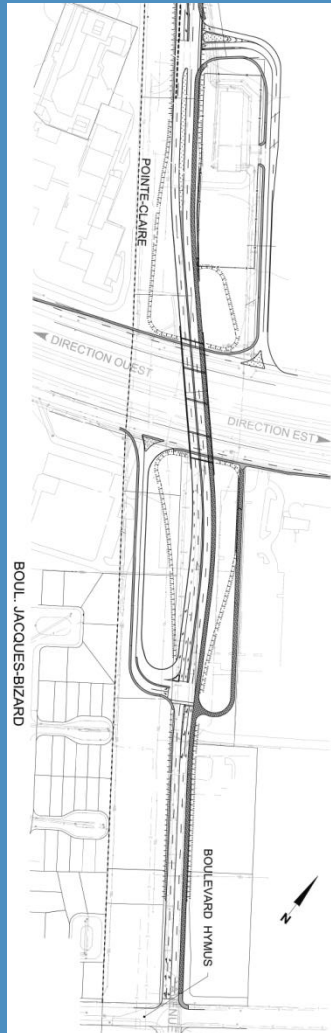 POINTE-CLAIRE
DIRECTION OUEST
DIRECTION EST
BOUL. JACQUES-BIZARD
BOULEVARD HYMUS
N